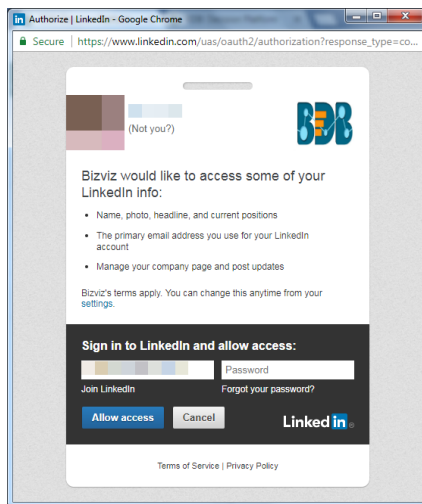 Authorize | LinkedIn - Google Chrome
Secure | https://www.linkedin.com/uas/oauth2/authorization?response_type=co...
(Not you?)
BDB
Bizviz would like to access some of your
LinkedIn info:
• Name, photo, headline, and current positions
• The primary email address you use for your LinkedIn
account
• Manage your company page and post updates
Bizviz's terms apply. You can change this anytime from your
settings.
Sign in to LinkedIn and allow access:
Password
Join LinkedIn Forgot your password?
Allow access Cancel Linked in ®
Terms of Service | Privacy Policy